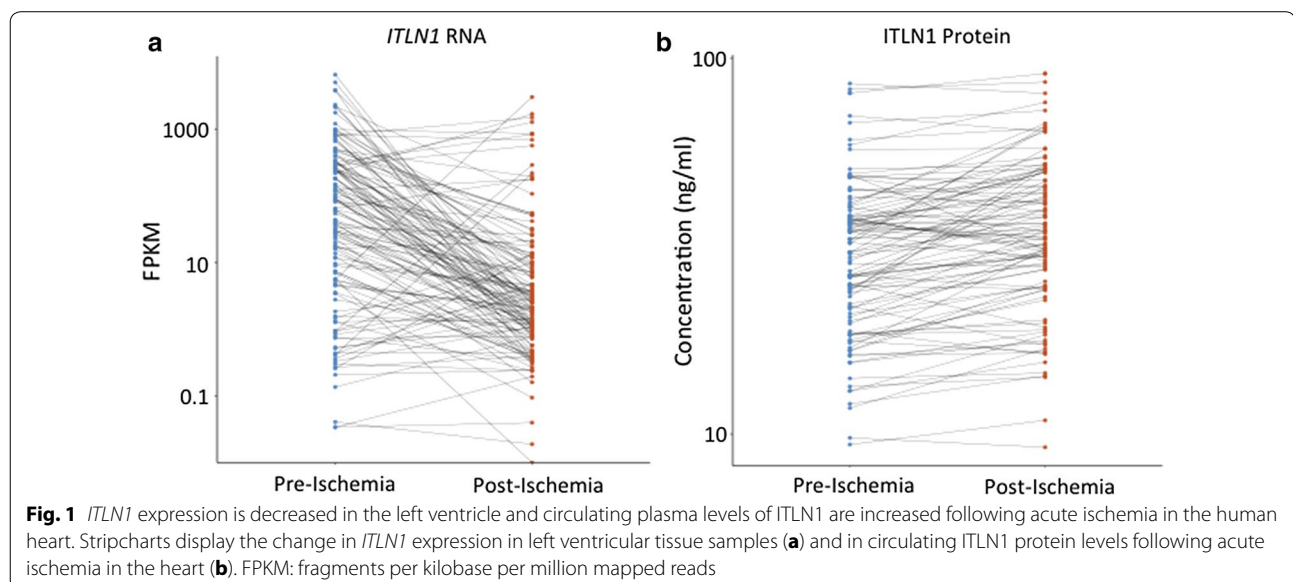 a
ITLN1 RNA
1000
10
0.1
FPKM
Pre-Ischemia Post-Ischemia
b
ITLN1 Protein
100
10
Concentration (ng/ml)
Pre-Ischemia Post-Ischemia
Fig. 1 ITLN1 expression is decreased in the left ventricle and circulating plasma levels of ITLN1 are increased following acute ischemia in the human
heart. Stripcharts display the change in ITLN1 expression in left ventricular tissue samples (a) and in circulating ITLN1 protein levels following acute
ischemia in the heart (b). FPKM: fragments per kilobase per million mapped reads